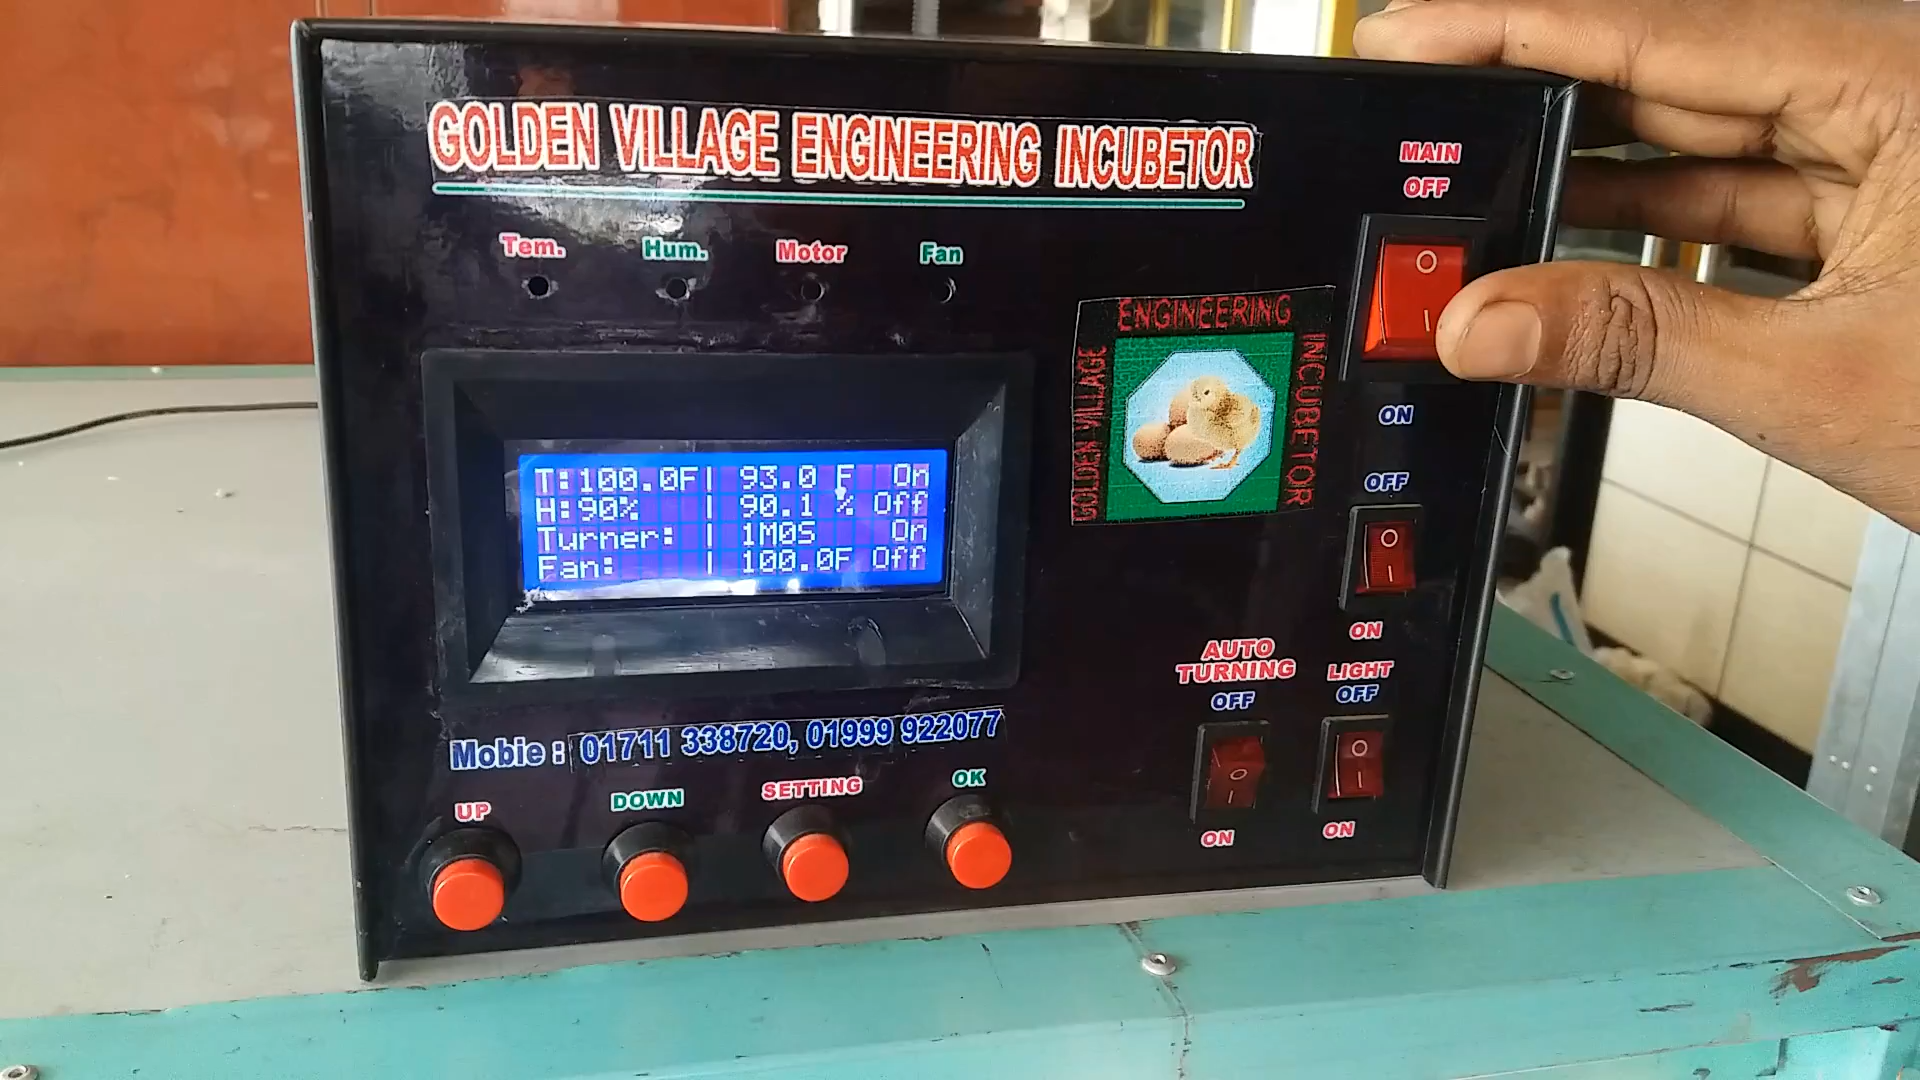 GOLDEN VILLAGE ENGINEERING INCUBETOR
MAIN
OFF
Tem. Hum. Motor Fan
ENGINEERING
GOLDEN VILLAGE
INCUBETOR
O
I
ON
T:100.0F| 93.0 F On
H:90% | 90.1 % Off
Turner: | 1M0S On
Fan: | 100.0F Off
OFF
O
I
ON
AUTO
TURNING
OFF
O
I
ON
LIGHT
OFF
O
I
ON
Mobie : 01711 338720, 01999 922077
UP DOWN SETTING OK